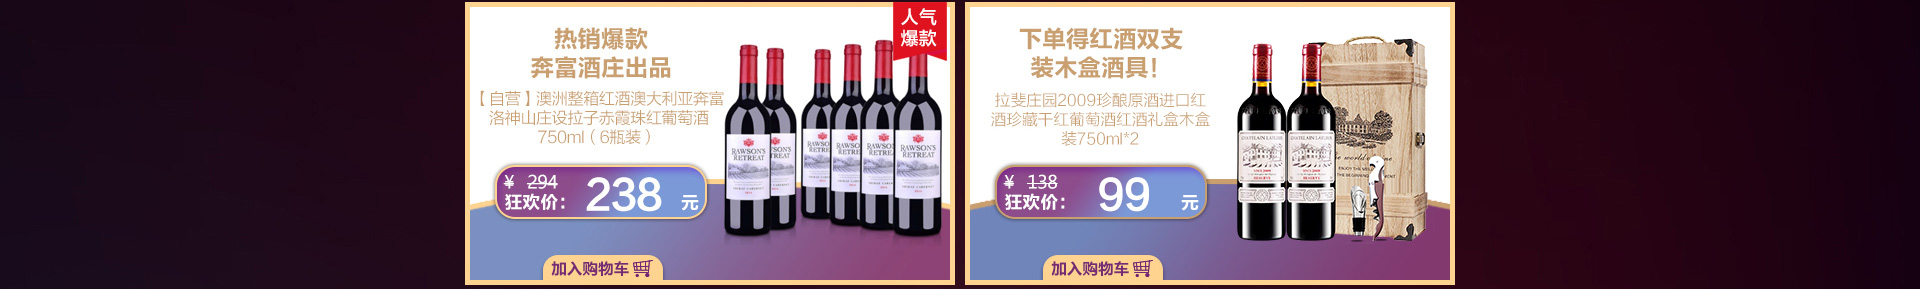 热销爆款
奔富酒庄出品
【自营】澳洲整箱红酒澳大利亚奔富
洛神山庄设拉子赤霞珠红葡萄酒
750ml（6瓶装）
¥ 294
狂欢价： 238 元
加入购物车
人气
爆款
RAWSON'S
RETREAT
下单得红酒双支
装木盒酒具！
拉斐庄园2009珍酿原酒进口红
酒珍藏干红葡萄酒红酒礼盒木盒
装750ml*2
¥ 138
狂欢价： 99 元
加入购物车